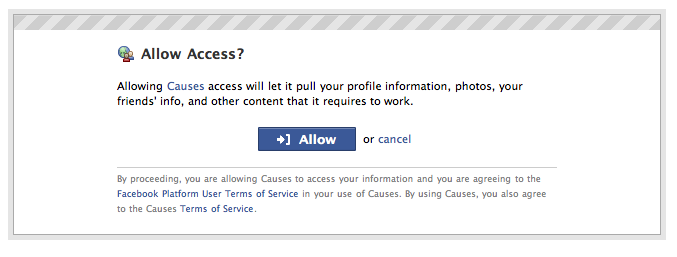 Allow Access?
Allowing Causes access will let it pull your profile information, photos, your
friends' info, and other content that it requires to work.
Allow or cancel
By proceeding, you are allowing Causes to access your information and you are agreeing to the
Facebook Platform User Terms of Service in your use of Causes. By using Causes, you also agree
to the Causes Terms of Service.